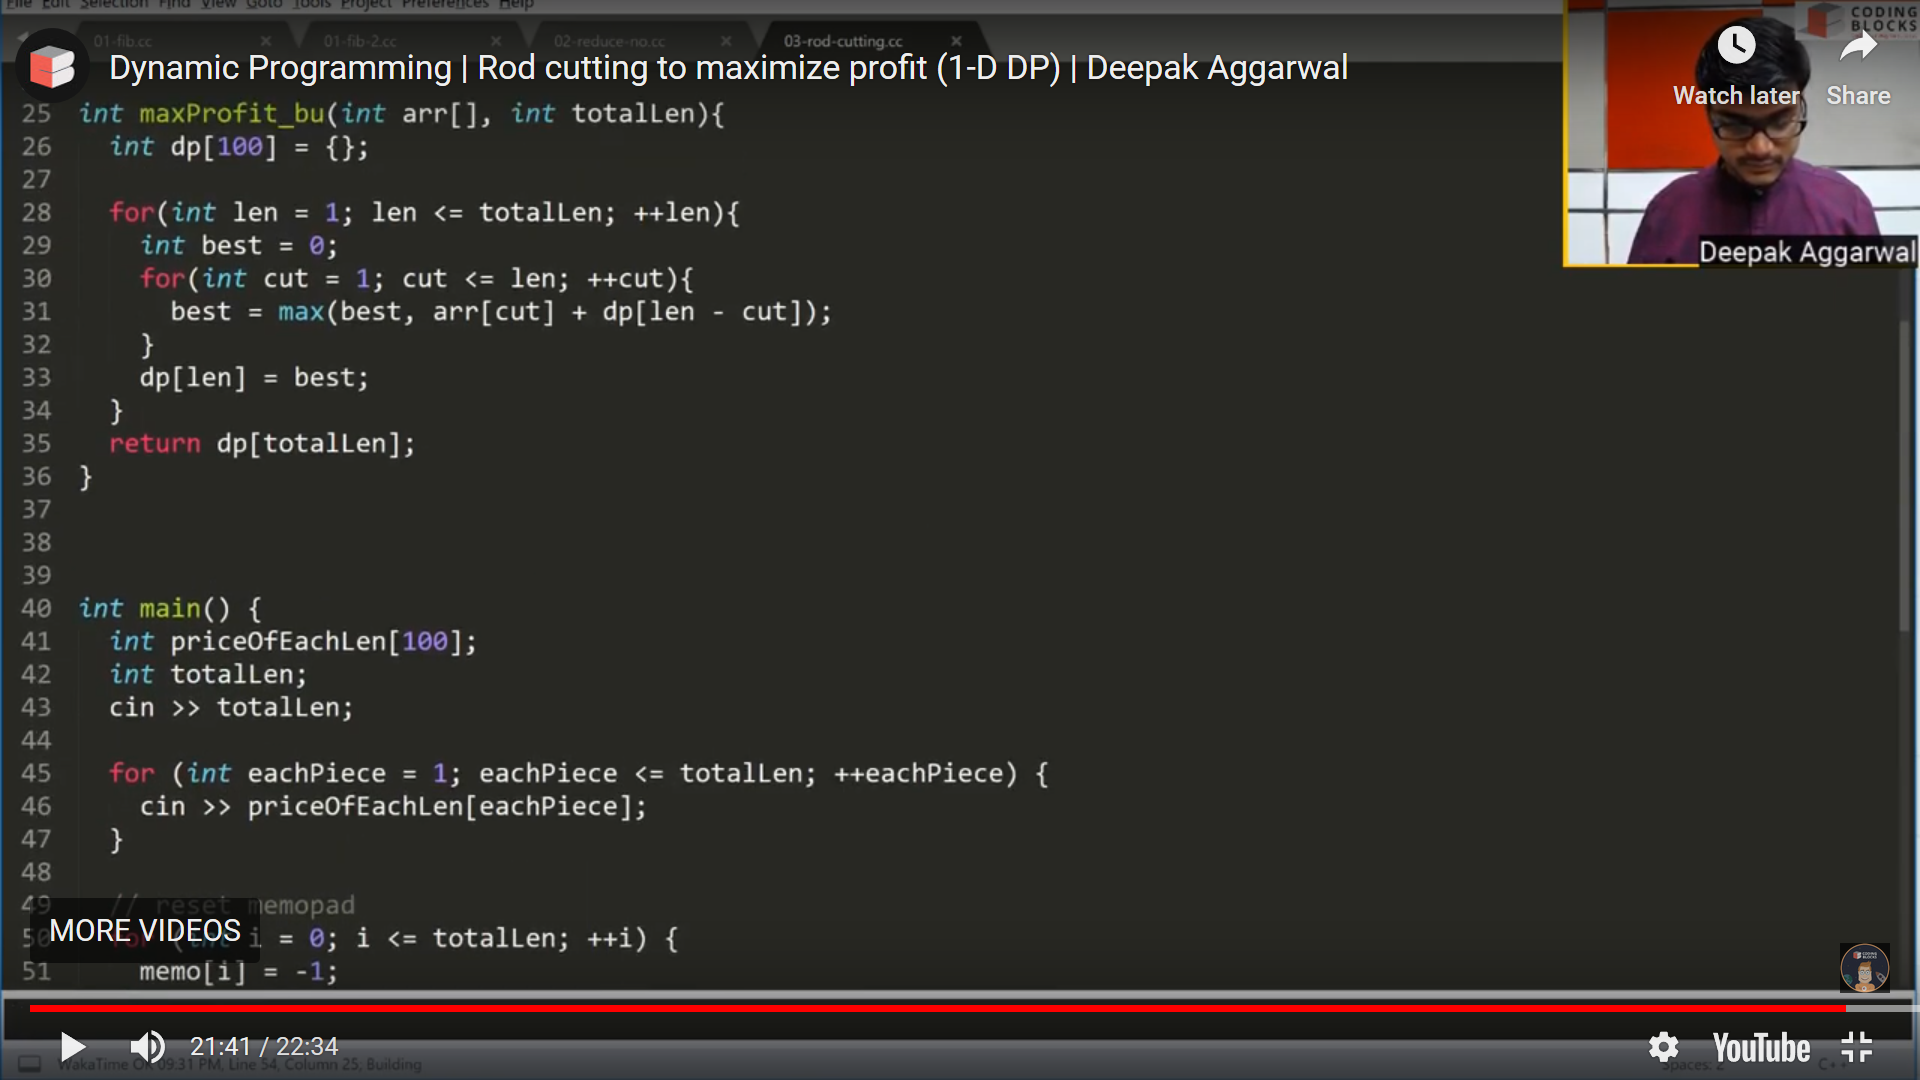 File Edit Selection Find View Goto Tools Project Preferences Help
01-fib.cc × 01-fib-2.cc × 02-reduce-no.cc × 03-rod-cutting.cc ×
CODING
BLOCKS
Dynamic Programming | Rod cutting to maximize profit (1-D DP) | Deepak Aggarwal
Watch later Share
25 int maxProfit_bu(int arr[], int totalLen){
26 int dp[100] = {};
27
28 for(int len = 1; len <= totalLen; ++len){
29 int best = 0;
30 for(int cut = 1; cut <= len; ++cut){
31 best = max(best, arr[cut] + dp[len - cut]);
32 }
33 dp[len] = best;
34 }
35 return dp[totalLen];
36 }
37
38
39
40 int main() {
41 int priceOfEachLen[100];
42 int totalLen;
43 cin >> totalLen;
44
45 for (int eachPiece = 1; eachPiece <= totalLen; ++eachPiece) {
46 cin >> priceOfEachLen[eachPiece];
47 }
48
49 // reset memopad
50 for (int i = 0; i <= totalLen; ++i) {
51 memo[i] = -1;
Deepak Aggarwal
MORE VIDEOS
21:41 / 22:34
YouTube
WakaTime OK 09:31 PM, Line 54, Column 25; Building
Spaces: 2